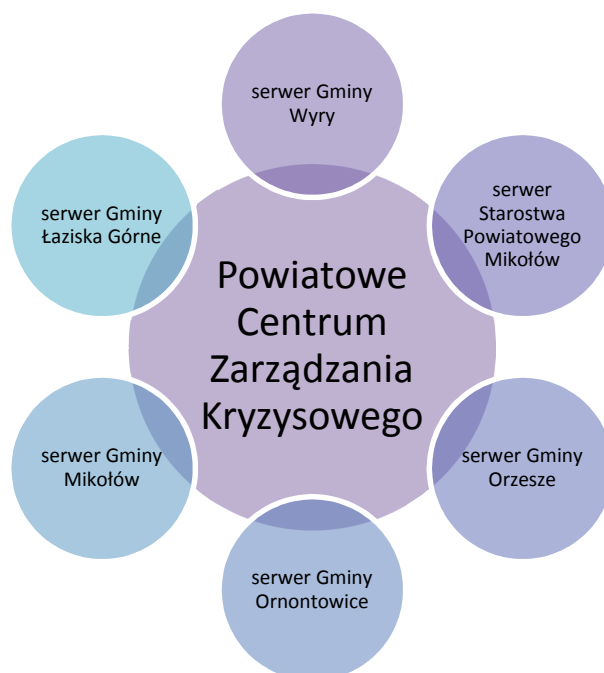 serwer Gminy
Wyry
serwer
Starostwa
Powiatowego
Mikołów
serwer Gminy
Łaziska Górne
Powiatowe
Centrum
Zarządzania
Kryzysowego
serwer Gminy
Mikołów
serwer Gminy
Orzesze
serwer Gminy
Ornontowice